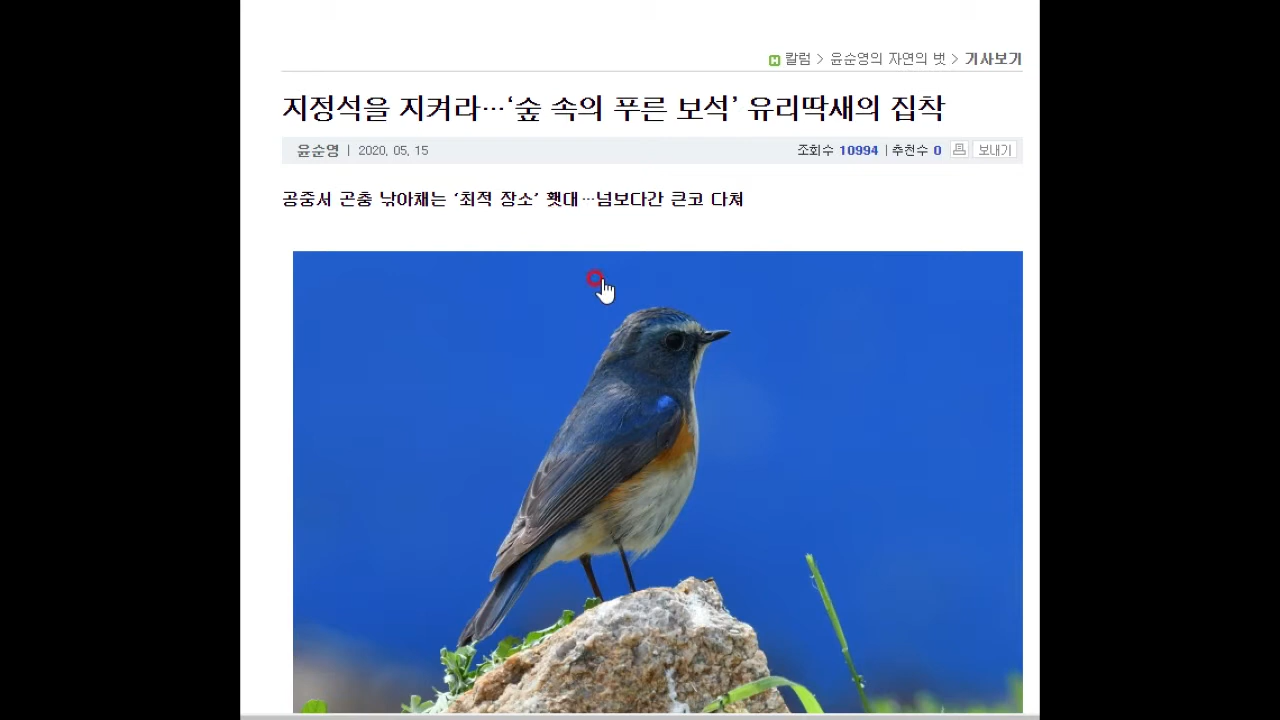 H 칼럼 > 윤순영의 자연의 벗 > 기사보기
지정석을 지켜라…‘숲 속의 푸른 보석’ 유리딱새의 집착
윤순영 | 2020. 05. 15 조회수 10994 | 추천수 0 보내기
공중서 곤충 낚아채는 ‘최적 장소’ 횃대…넘보다간 큰코 다쳐